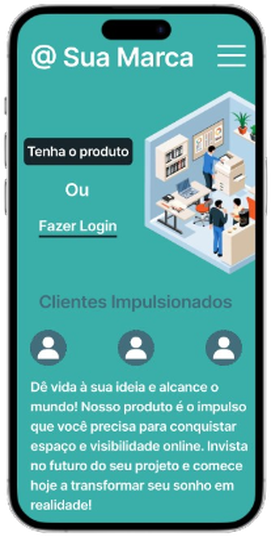 @ Sua Marca
Tenha o produto
Ou
Fazer Login
Clientes Impulsionados
Dê vida à sua ideia e alcance o
mundo! Nosso produto é o impulso
que você precisa para conquistar
espaço e visibilidade online. Invista
no futuro do seu projeto e comece
hoje a transformar seu sonho em
realidade!